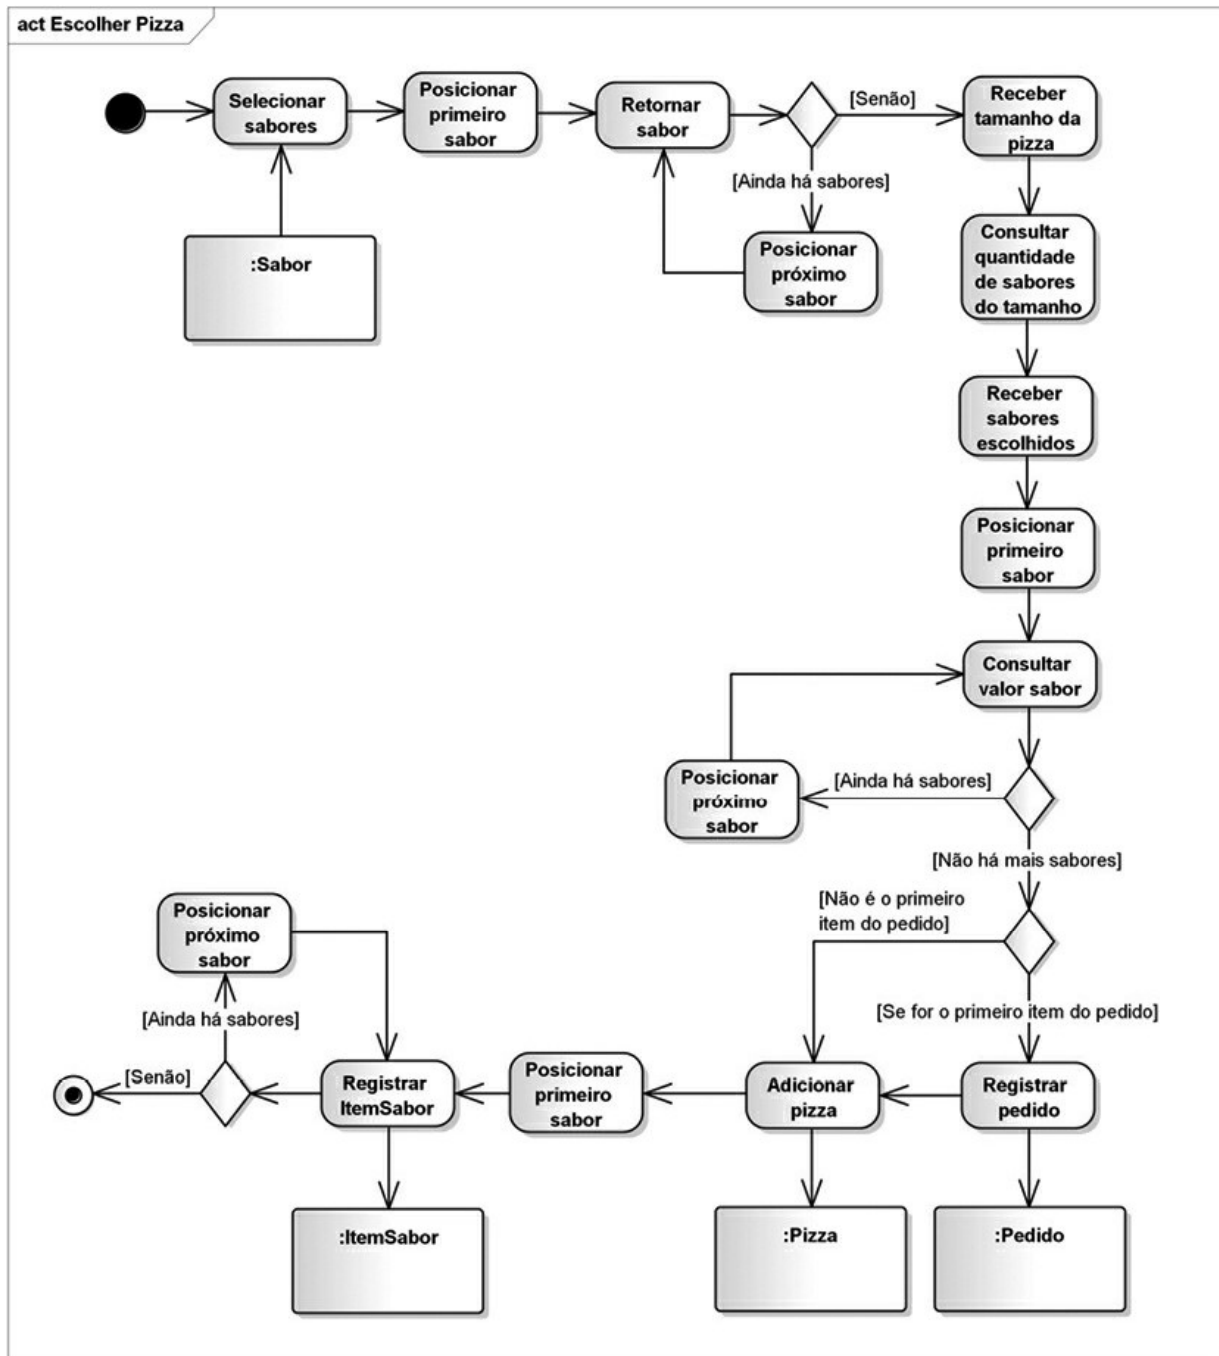 act Escolher Pizza
Selecionar
sabores
Posicionar
primeiro
sabor
Retornar
sabor
[Senão]
Receber
tamanho da
pizza
[Ainda há sabores]
Posicionar
próximo
sabor
:Sabor
Consultar
quantidade
de sabores
do tamanho
Receber
sabores
escolhidos
Posicionar
primeiro
sabor
Consultar
valor sabor
[Ainda há sabores]
Posicionar
próximo
sabor
[Não há mais sabores]
[Não é o primeiro
item do pedido]
[Se for o primeiro item do pedido]
Registrar
pedido
:Pedido
Adicionar
pizza
:Pizza
Posicionar
primeiro
sabor
Registrar
ItemSabor
:ItemSabor
Posicionar
próximo
sabor
[Ainda há sabores]
[Senão]